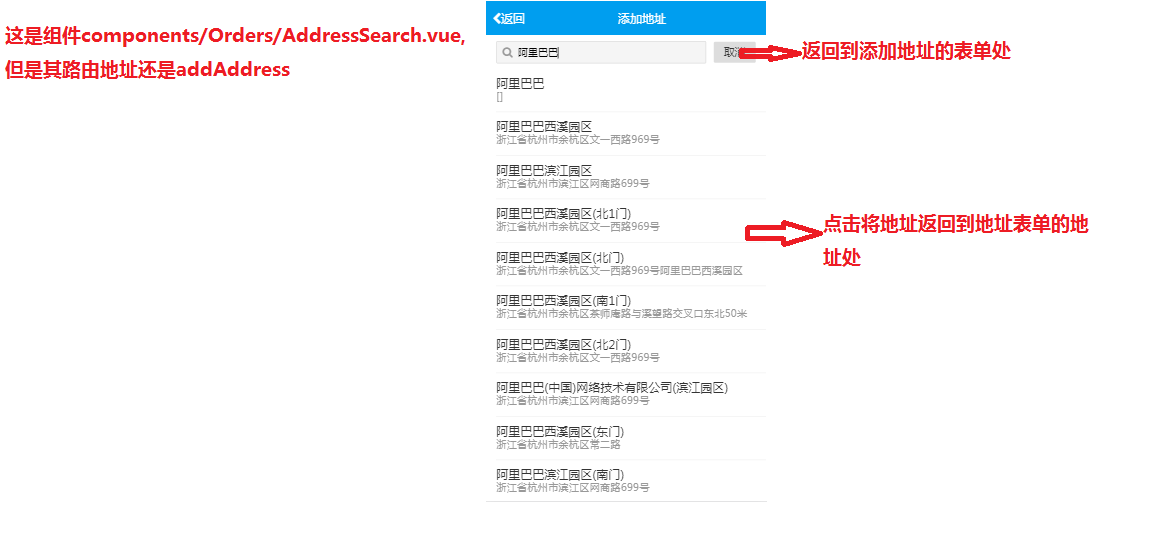 这是组件components/Orders/AddressSearch.vue,
但是其路由地址还是addAddress
返回
添加地址
阿里巴巴
取消
返回到添加地址的表单处
阿里巴巴
[]
阿里巴巴西溪园区
浙江省杭州市余杭区文一西路969号
阿里巴巴滨江园区
浙江省杭州市滨江区网商路699号
阿里巴巴西溪园区(北1门)
浙江省杭州市余杭区文一西路969号
点击将地址返回到地址表单的地
址处
阿里巴巴西溪园区(北门)
浙江省杭州市余杭区文一西路969号阿里巴巴西溪园区
阿里巴巴西溪园区(南1门)
浙江省杭州市余杭区茶师庵路与溪望路交叉口东北50米
阿里巴巴西溪园区(北2门)
浙江省杭州市余杭区文一西路969号
阿里巴巴(中国)网络技术有限公司(滨江园区)
浙江省杭州市滨江区网商路699号
阿里巴巴西溪园区(东门)
浙江省杭州市余杭区常二路
阿里巴巴滨江园区(南门)
浙江省杭州市滨江区网商路699号